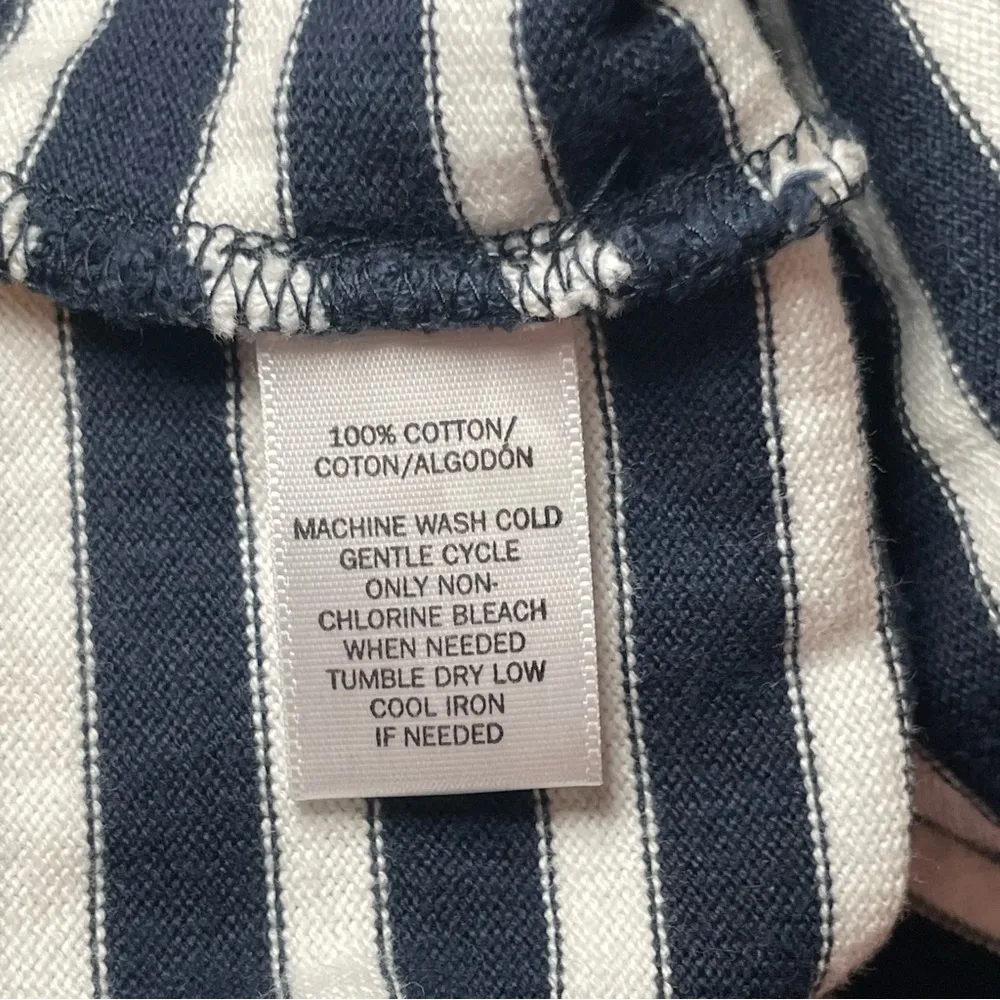 100% COTTON/
COTON/ALGODÓN
MACHINE WASH COLD
GENTLE CYCLE
ONLY NON-
CHLORINE BLEACH
WHEN NEEDED
TUMBLE DRY LOW
COOL IRON
IF NEEDED